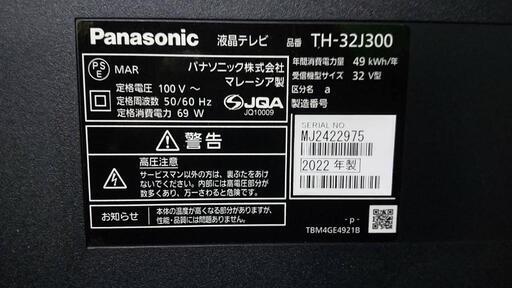 Panasonic 液晶テレビ 品番 TH-32J300
PS E MAR パナソニック株式会社
マレーシア製
定格電圧 100 V～
定格周波数 50/60 Hz
定格消費電力 69 W
JQA
JQ10009
年間消費電力量 49 kWh/年
受信機型サイズ 32 V型
区分名 a
製造番号
SERIAL NO
MJ2422975
2022 年製
警告
高圧注意
サービスマン以外の方は、裏ぶたをあけ
ないでください。内部には高電圧部分が
数多くあり、万一さわると危険です。
お知らせ 本体の温度が高くなる部分がありますが、
性能・品質には問題ありません。
- p -
TBM4GE4921B